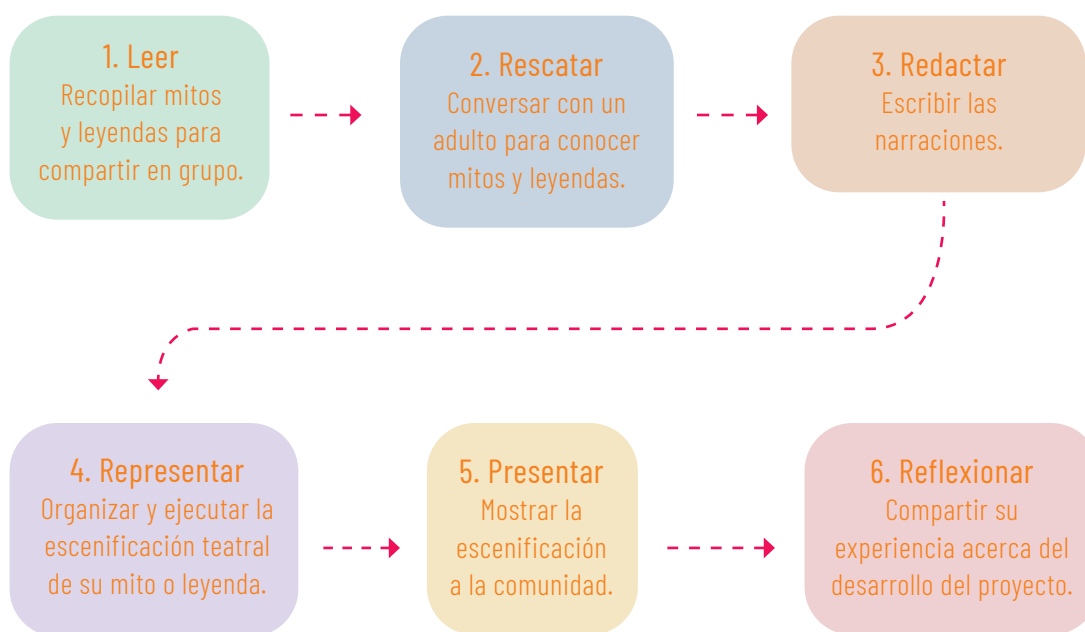 1. Leer
Recopilar mitos
y leyendas para
compartir en grupo.
2. Rescatar
Conversar con un
adulto para conocer
mitos y leyendas.
3. Redactar
Escribir las
narraciones.
4. Representar
Organizar y ejecutar la
escenificación teatral
de su mito o leyenda.
5. Presentar
Mostrar la
escenificación
a la comunidad.
6. Reflexionar
Compartir su
experiencia acerca del
desarrollo del proyecto.